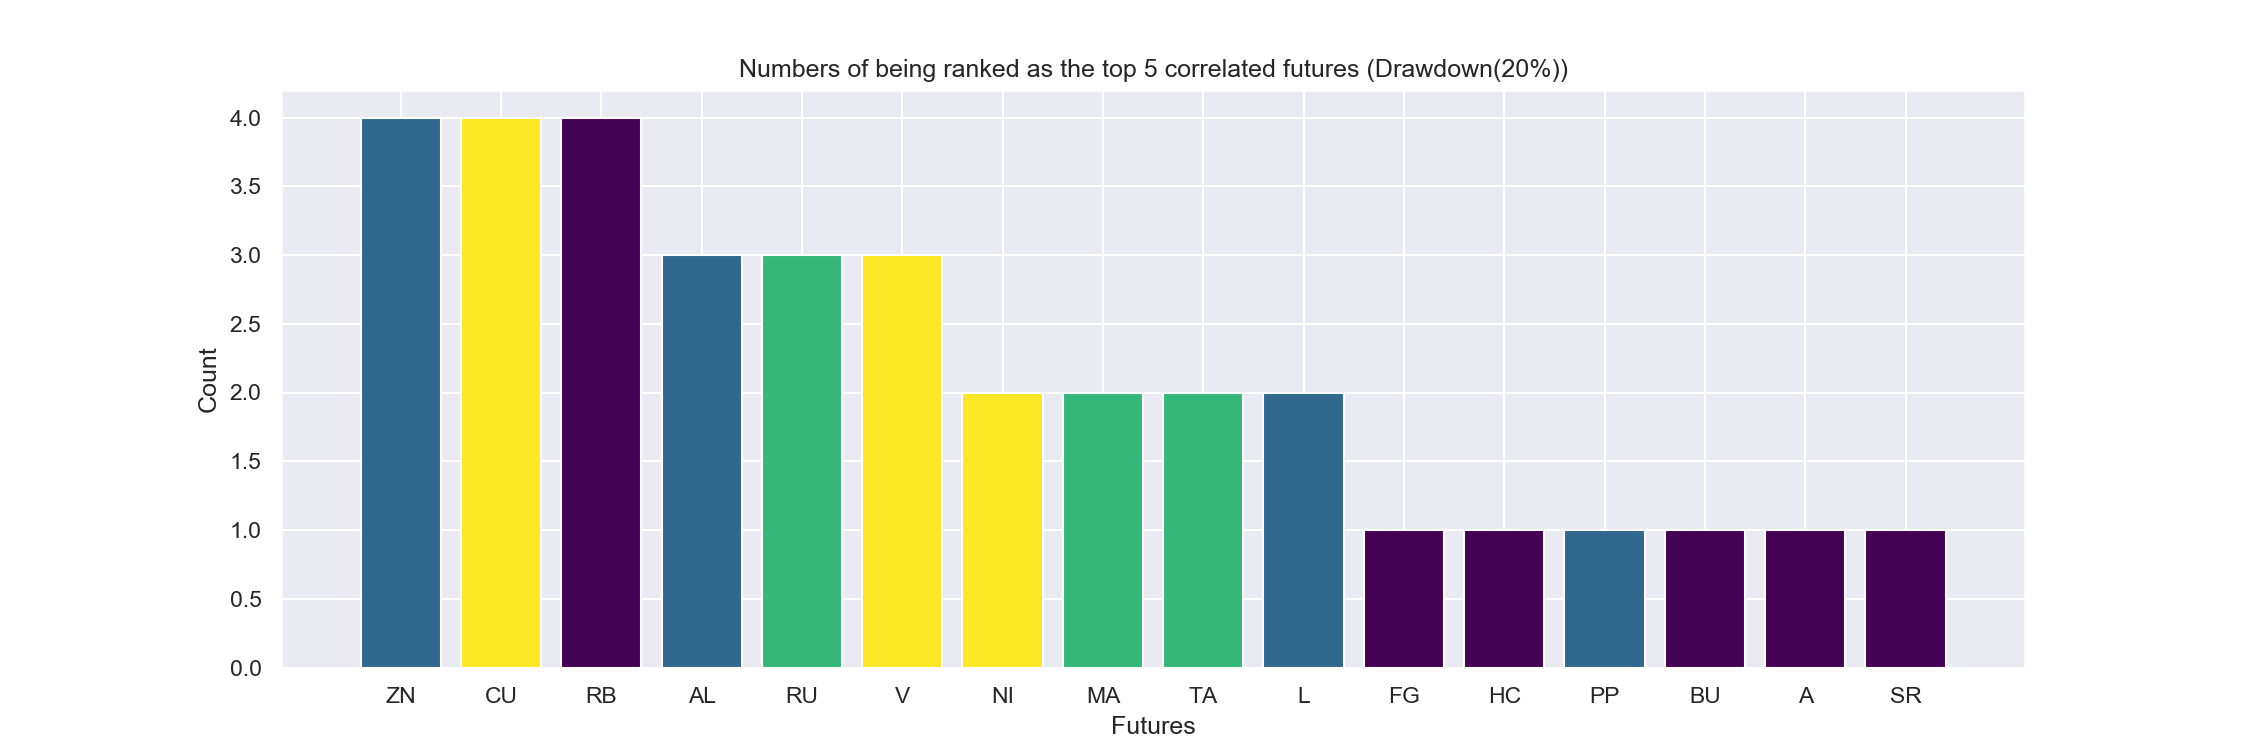 Numbers of being ranked as the top 5 correlated futures (Drawdown(20%))
4.0
3.5
3.0
2.5
2.0
1.5
1.0
0.5
0.0
Count
ZN CU RB AL RU V NI MA TA L FG HC PP BU A SR
Futures